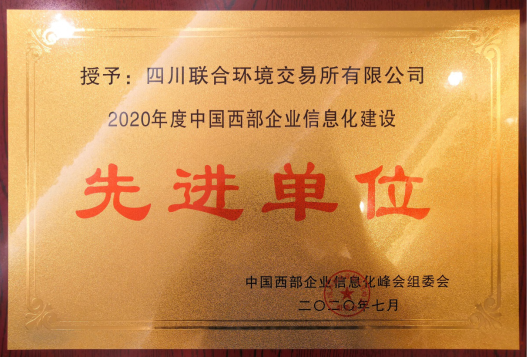 授予：四川联合环境交易所有限公司
2020年度中国西部企业信息化建设
先进单位
中国西部企业信息化峰会组委会
二〇二〇年七月